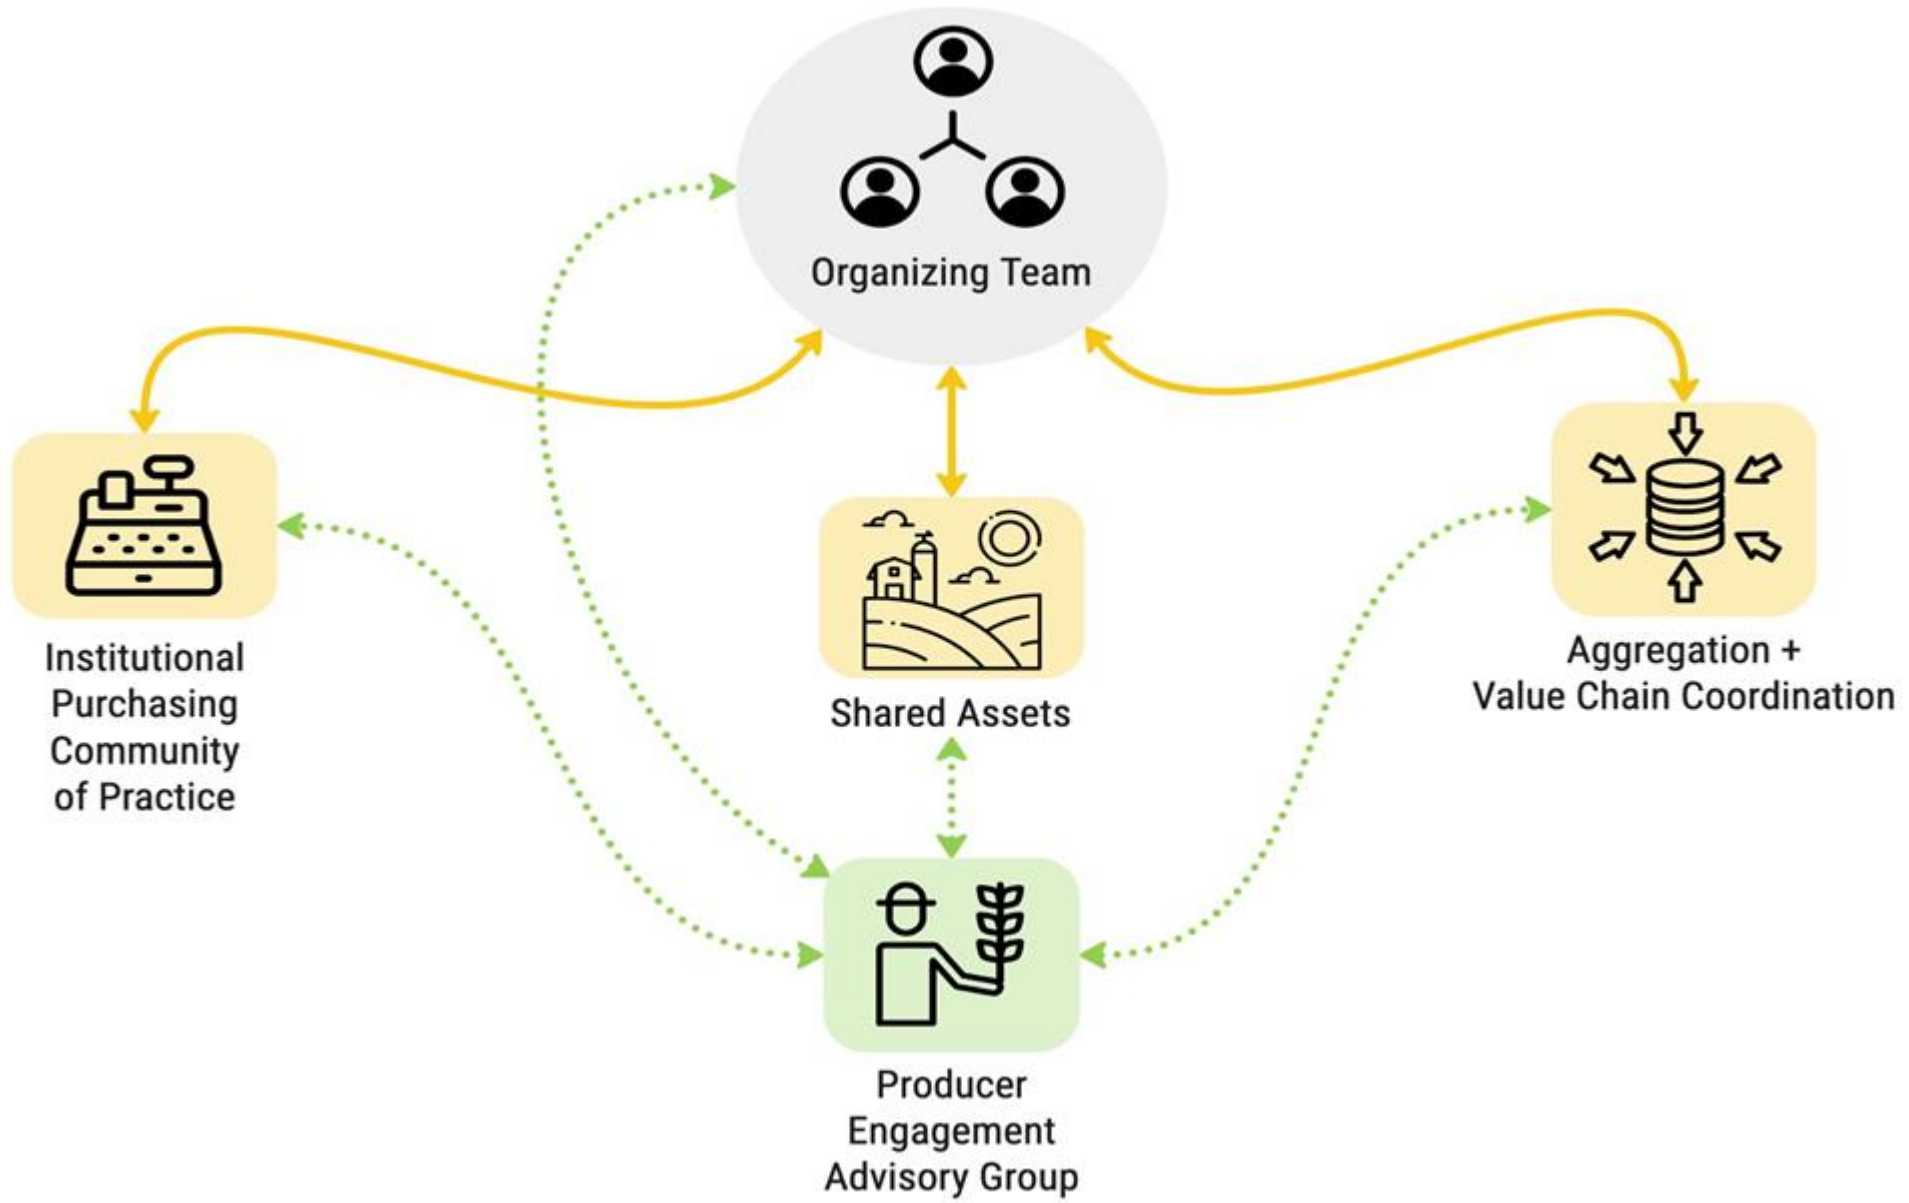 Organizing Team
Institutional
Purchasing
Community
of Practice
Shared Assets
Aggregation +
Value Chain Coordination
Producer
Engagement
Advisory Group